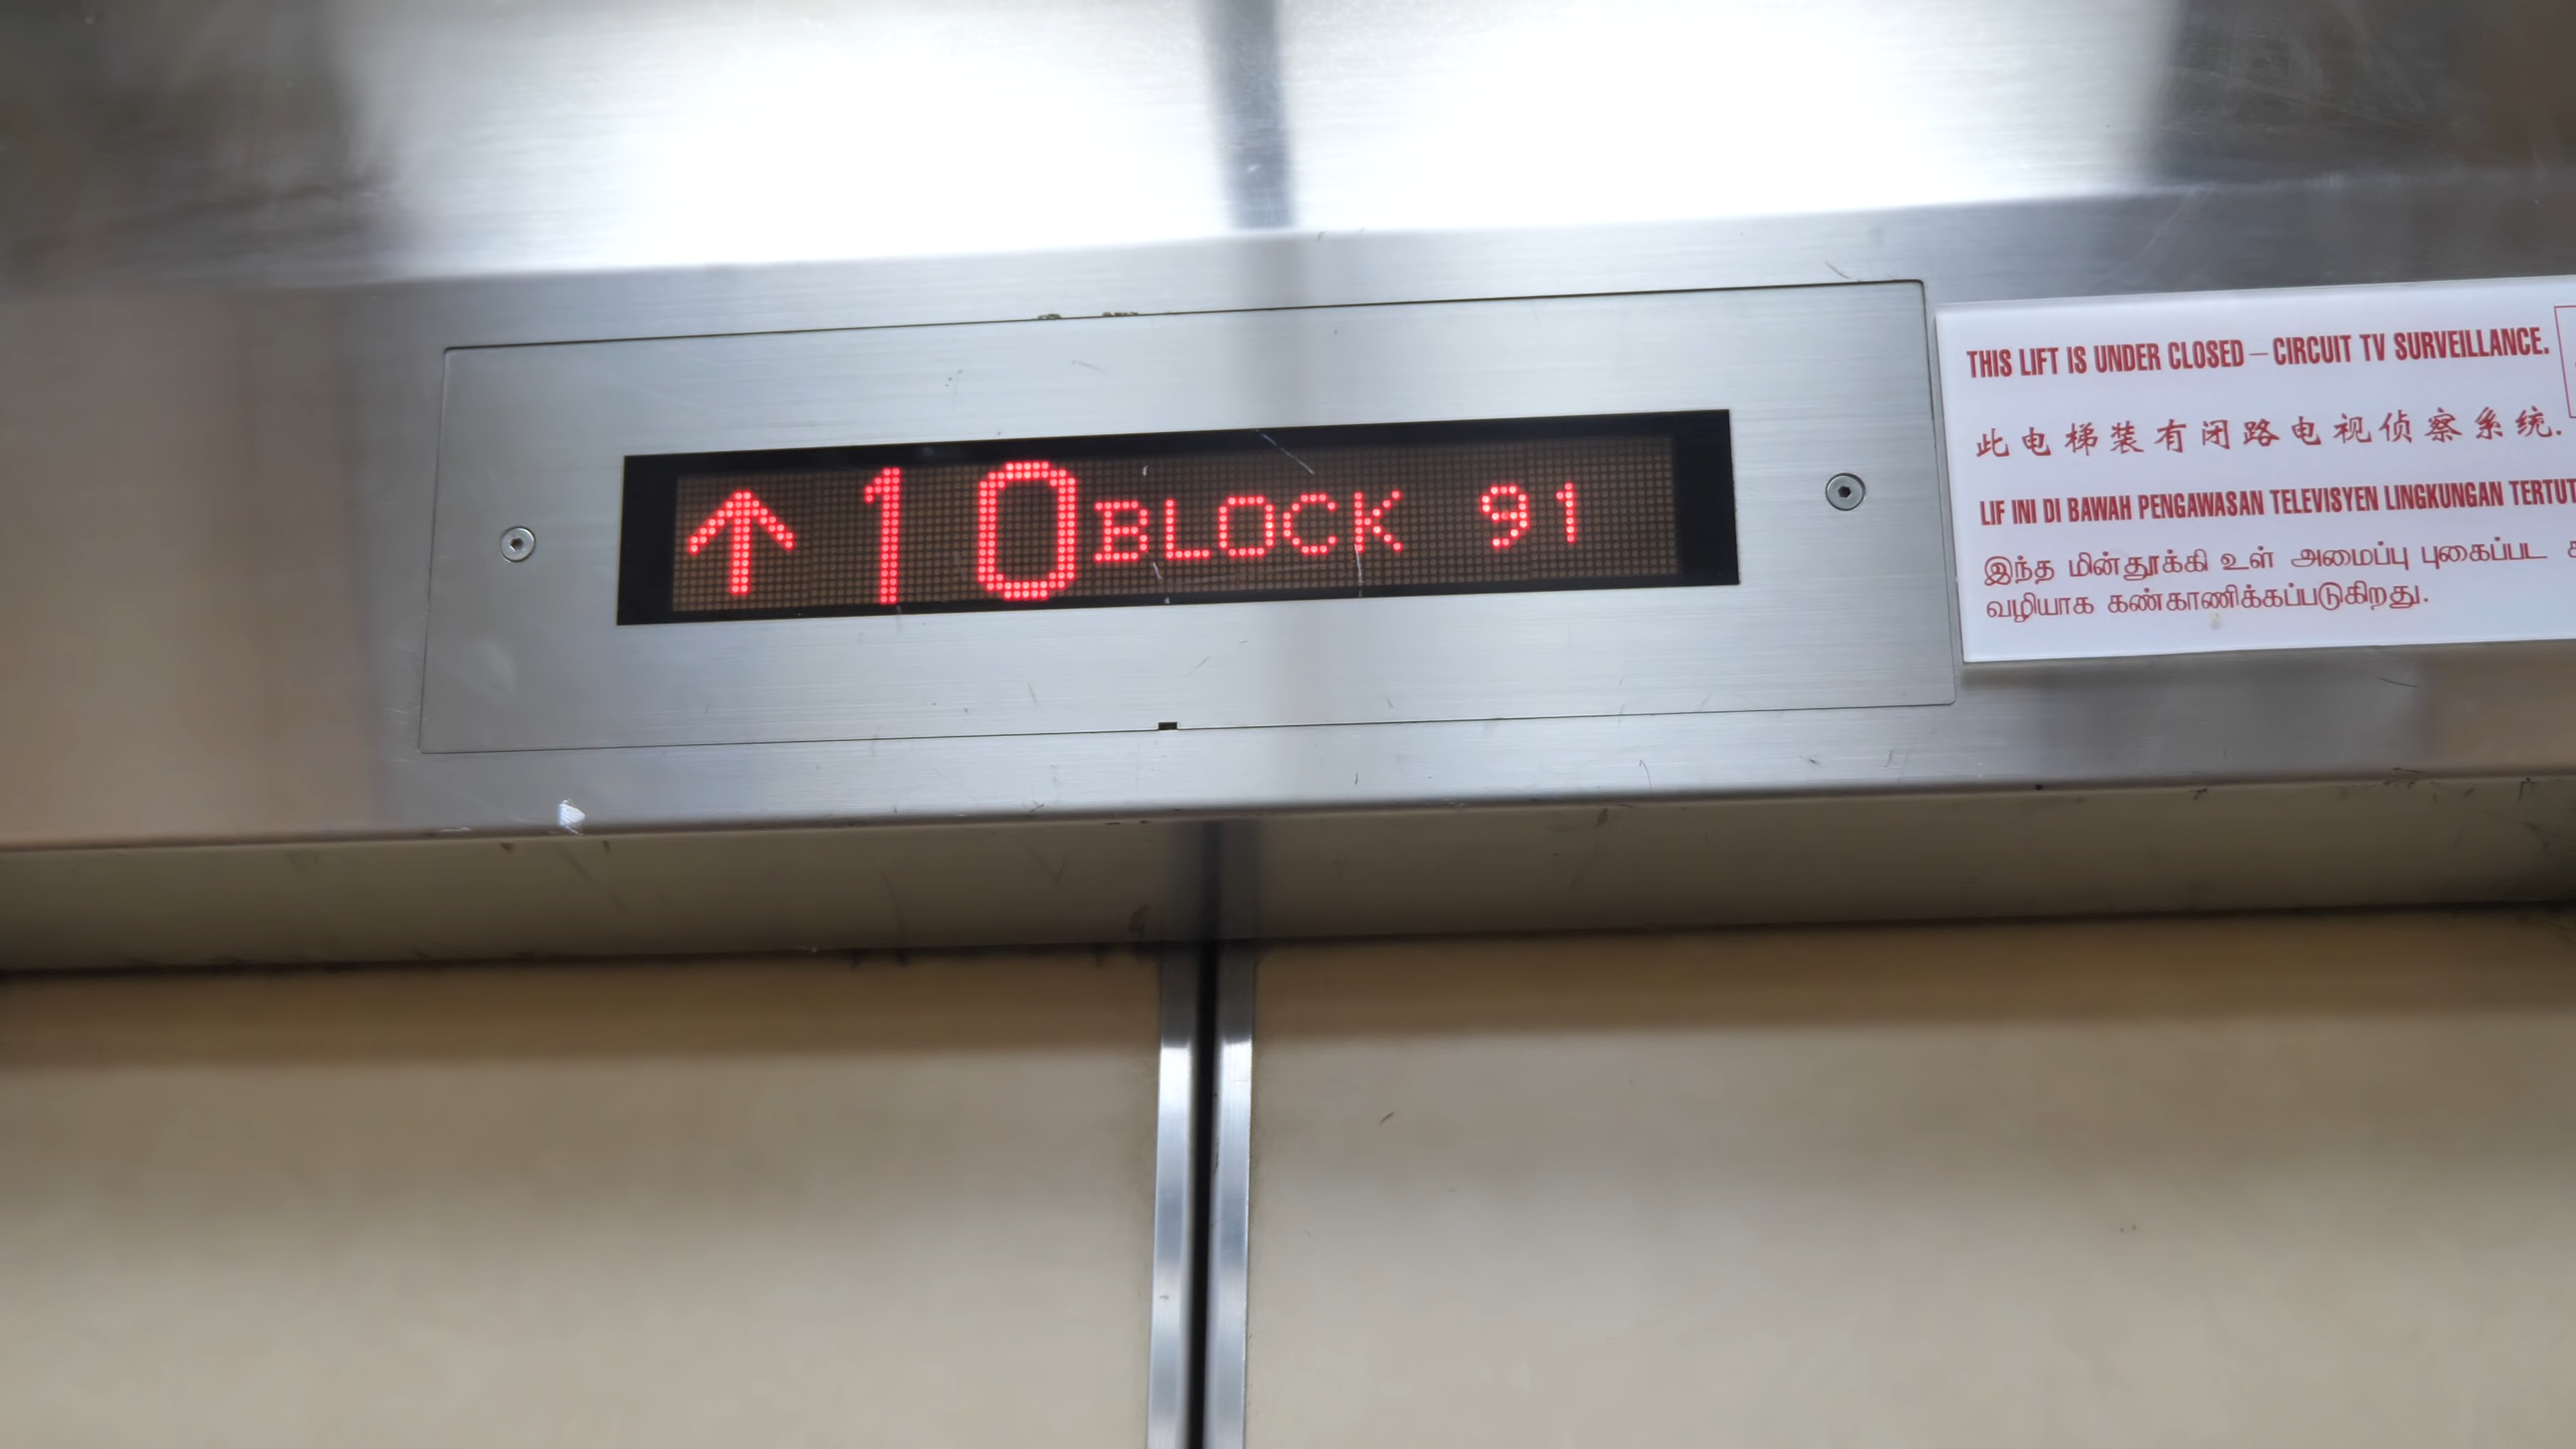 ↑ 10 BLOCK 91
THIS LIFT IS UNDER CLOSED – CIRCUIT TV SURVEILLANCE.
此电梯装有闭路电视侦察系统.
LIF INI DI BAWAH PENGAWASAN TELEVISYEN LINGKUNGAN TERTUT
இந்த மின்தூக்கி உள் அமைப்பு புகைப்பட
வழியாக கண்காணிக்கப்படுகிறது.